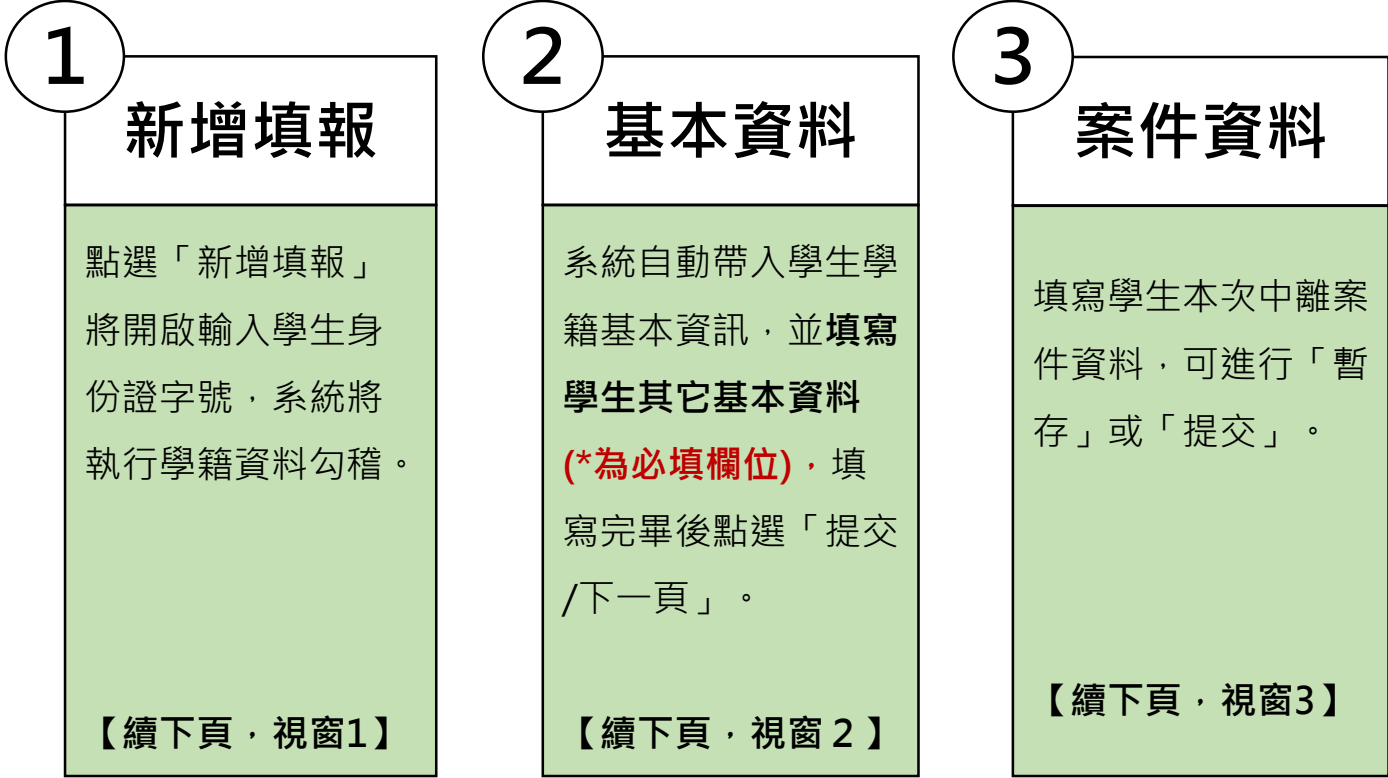 1
新增填報
點選「新增填報」
將開啟輸入學生身
份證字號，系統將
執行學籍資料勾稽。
【續下頁，視窗1】
2
基本資料
系統自動帶入學生學
籍基本資訊，並填寫
學生其它基本資料
(*為必填欄位)，填
寫完畢後點選「提交
/下一頁」。
【續下頁，視窗２】
3
案件資料
填寫學生本次中離案
件資料，可進行「暫
存」或「提交」。
【續下頁，視窗3】